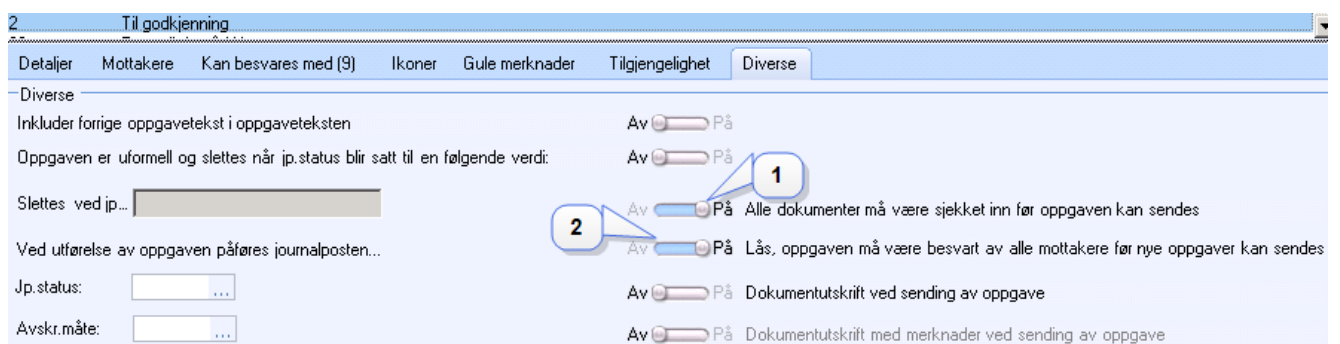 2 Til godkjenning
Detaljer Mottakere Kan besvares med (9) Ikoner Gule merknader Tilgjengelighet Diverse
Diverse
Inkluder forrige oppgavetekst i oppgaveteksten Av På
Oppgaven er uformell og slettes når jp.status blir satt til en følgende verdi: Av På
1
Slettes ved jp... Av På Alle dokumenter må være sjekket inn før oppgaven kan sendes
2
Ved utførelse av oppgaven påføres journalposten... Av På Lås, oppgaven må være besvart av alle mottakere før nye oppgaver kan sendes
Jp.status: ... Av På Dokumentutskrift ved sending av oppgave
Avskr.måte: ... Av På Dokumentutskrift med merknader ved sending av oppgave